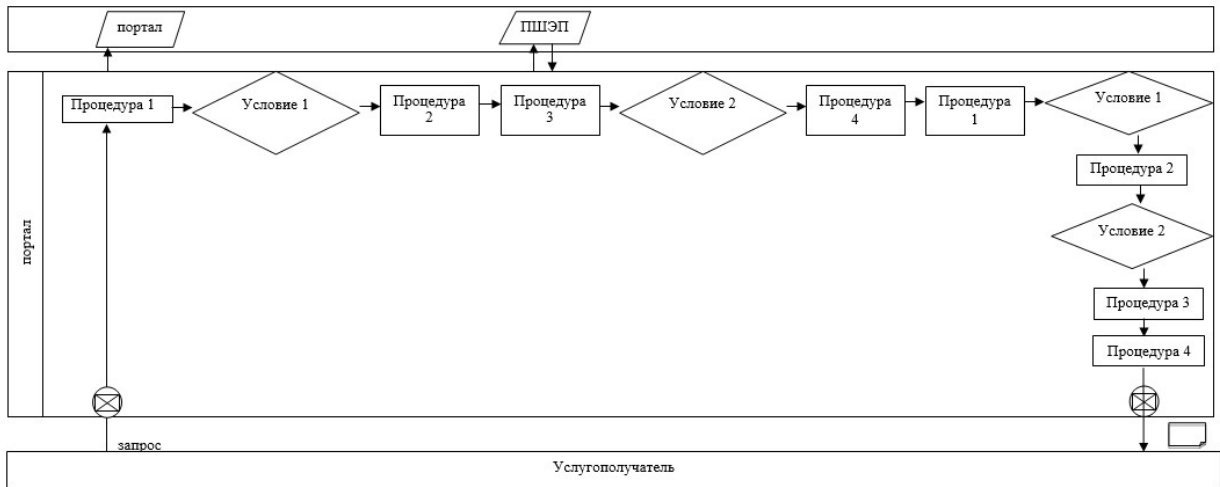 портал
ПШЭП
Процедура 1
Условие 1
Процедура
2
Процедура
3
Условие 2
Процедура
4
Процедура
1
Условие 1
Процедура 2
Условие 2
Процедура 3
Процедура 4
портал
запрос
Услугополучатель